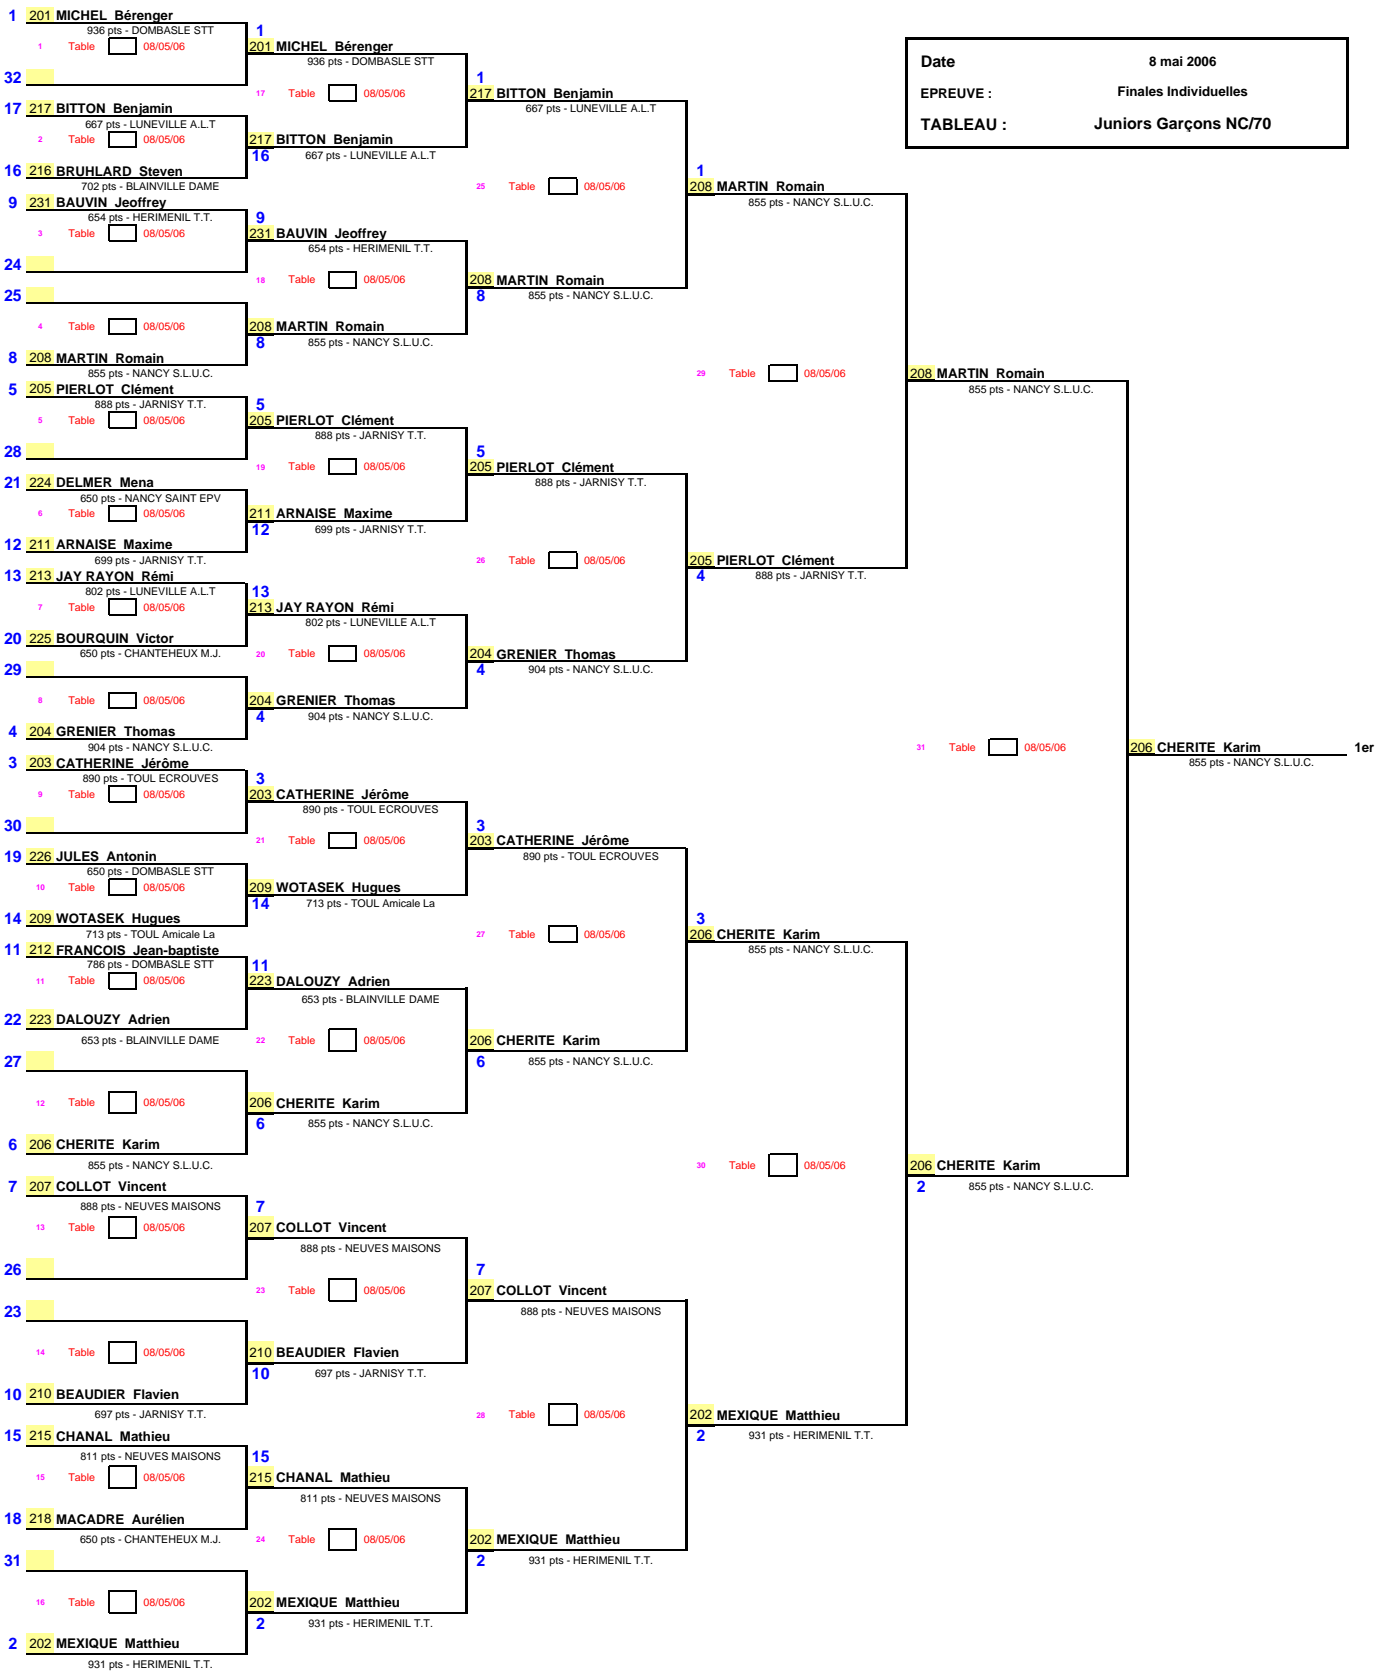 Date 8 mai 2006
EPREUVE : Finales Individuelles
TABLEAU : Juniors Garçons NC/70
1 201 MICHEL Bérenger
936 pts - DOMBASLE STT
1 Table 08/05/06
32
17 217 BITTON Benjamin
667 pts - LUNEVILLE A.L.T
2 Table 08/05/06
16 216 BRUHLARD Steven
702 pts - BLAINVILLE DAME
9 231 BAUVIN Jeoffrey
654 pts - HERIMENIL T.T.
3 Table 08/05/06
24
25
4 Table 08/05/06
8 208 MARTIN Romain
855 pts - NANCY S.L.U.C.
5 205 PIERLOT Clément
888 pts - JARNISY T.T.
5 Table 08/05/06
28
21 224 DELMER Mena
650 pts - NANCY SAINT EPV
6 Table 08/05/06
12 211 ARNAISE Maxime
699 pts - JARNISY T.T.
13 213 JAY RAYON Rémi
802 pts - LUNEVILLE A.L.T
7 Table 08/05/06
20 225 BOURQUIN Victor
650 pts - CHANTEHEUX M.J.
29
8 Table 08/05/06
4 204 GRENIER Thomas
904 pts - NANCY S.L.U.C.
3 203 CATHERINE Jérôme
890 pts - TOUL ECROUVES
9 Table 08/05/06
30
19 226 JULES Antonin
650 pts - DOMBASLE STT
10 Table 08/05/06
14 209 WOTASEK Hugues
713 pts - TOUL Amicale La
11 212 FRANCOIS Jean-baptiste
786 pts - DOMBASLE STT
11 Table 08/05/06
22 223 DALOUZY Adrien
653 pts - BLAINVILLE DAME
27
12 Table 08/05/06
6 206 CHERITE Karim
855 pts - NANCY S.L.U.C.
7 207 COLLOT Vincent
888 pts - NEUVES MAISONS
13 Table 08/05/06
26
23
14 Table 08/05/06
10 210 BEAUDIER Flavien
697 pts - JARNISY T.T.
15 215 CHANAL Mathieu
811 pts - NEUVES MAISONS
15 Table 08/05/06
18 218 MACADRE Aurélien
650 pts - CHANTEHEUX M.J.
31
16 Table 08/05/06
2 202 MEXIQUE Matthieu
931 pts - HERIMENIL T.T.
1
201 MICHEL Bérenger
936 pts - DOMBASLE STT
17 Table 08/05/06
217 BITTON Benjamin
16 667 pts - LUNEVILLE A.L.T
9
231 BAUVIN Jeoffrey
654 pts - HERIMENIL T.T.
18 Table 08/05/06
208 MARTIN Romain
8 855 pts - NANCY S.L.U.C.
5
205 PIERLOT Clément
888 pts - JARNISY T.T.
19 Table 08/05/06
211 ARNAISE Maxime
12 699 pts - JARNISY T.T.
13
213 JAY RAYON Rémi
802 pts - LUNEVILLE A.L.T
20 Table 08/05/06
204 GRENIER Thomas
4 904 pts - NANCY S.L.U.C.
3
203 CATHERINE Jérôme
890 pts - TOUL ECROUVES
21 Table 08/05/06
209 WOTASEK Hugues
14 713 pts - TOUL Amicale La
11
223 DALOUZY Adrien
653 pts - BLAINVILLE DAME
22 Table 08/05/06
206 CHERITE Karim
6 855 pts - NANCY S.L.U.C.
7
207 COLLOT Vincent
888 pts - NEUVES MAISONS
23 Table 08/05/06
210 BEAUDIER Flavien
10 697 pts - JARNISY T.T.
15
215 CHANAL Mathieu
811 pts - NEUVES MAISONS
24 Table 08/05/06
202 MEXIQUE Matthieu
2 931 pts - HERIMENIL T.T.
1
217 BITTON Benjamin
667 pts - LUNEVILLE A.L.T
25 Table 08/05/06
208 MARTIN Romain
8 855 pts - NANCY S.L.U.C.
5
205 PIERLOT Clément
888 pts - JARNISY T.T.
26 Table 08/05/06
204 GRENIER Thomas
4 904 pts - NANCY S.L.U.C.
3
203 CATHERINE Jérôme
890 pts - TOUL ECROUVES
27 Table 08/05/06
206 CHERITE Karim
6 855 pts - NANCY S.L.U.C.
7
207 COLLOT Vincent
888 pts - NEUVES MAISONS
28 Table 08/05/06
202 MEXIQUE Matthieu
2 931 pts - HERIMENIL T.T.
1
208 MARTIN Romain
855 pts - NANCY S.L.U.C.
29 Table 08/05/06
205 PIERLOT Clément
4 888 pts - JARNISY T.T.
3
206 CHERITE Karim
855 pts - NANCY S.L.U.C.
30 Table 08/05/06
202 MEXIQUE Matthieu
2 931 pts - HERIMENIL T.T.
208 MARTIN Romain
855 pts - NANCY S.L.U.C.
31 Table 08/05/06
206 CHERITE Karim
2 855 pts - NANCY S.L.U.C.
206 CHERITE Karim 1er
855 pts - NANCY S.L.U.C.